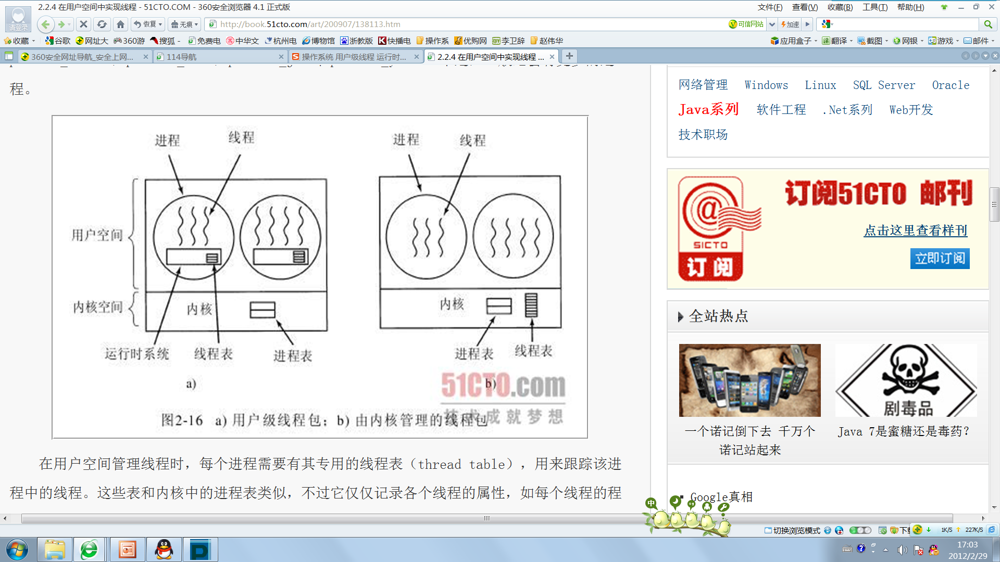 2.2.4 在用户空间中实现线程 - 51CTO.COM - 360安全浏览器 4.1 正式版
文件(F) 查看(V) 收藏(B) 工具(T) 帮助(H)
请登录
恢复 无痕 http://book.51cto.com/art/200907/138113.htm 可信网站 加速
收藏 谷歌 网址大 360游 搜狐 - 免费电 中华文 杭州电 博物馆 浙教版 快播电 操作系 优购网 李卫辞 赵伟华 应用盒子 翻译 截图 网银 游戏 邮件
360安全网址导航_安全上网... 114导航 操作系统 用户级线程 运行时... 2.2.4 在用户空间中实现线程 ...
程。
进程 线程 进程 线程
用户空间
内核空间 内核 内核
运行时系统 线程表 进程表 进程表 线程表
a) b)
51CTO.com
技术成就梦想
图2-16 a) 用户级线程包；b) 由内核管理的线程包
在用户空间管理线程时，每个进程需要有其专用的线程表（thread table），用来跟踪该进
程中的线程。这些表和内核中的进程表类似，不过它仅仅记录各个线程的属性，如每个线程的程
网络管理 Windows Linux SQL Server Oracle
Java系列 软件工程 .Net系列 Web开发
技术职场
订阅51CTO 邮刊
点击这里查看样刊
立即订阅
51CTO
订阅
全站热点
剧毒品
一个诺记倒下去 千万个
诺记站起来
Java 7是蜜糖还是毒药？
Google真相
中
切换浏览模式 下载 1K/S 227K/S
17:03
2012/2/29